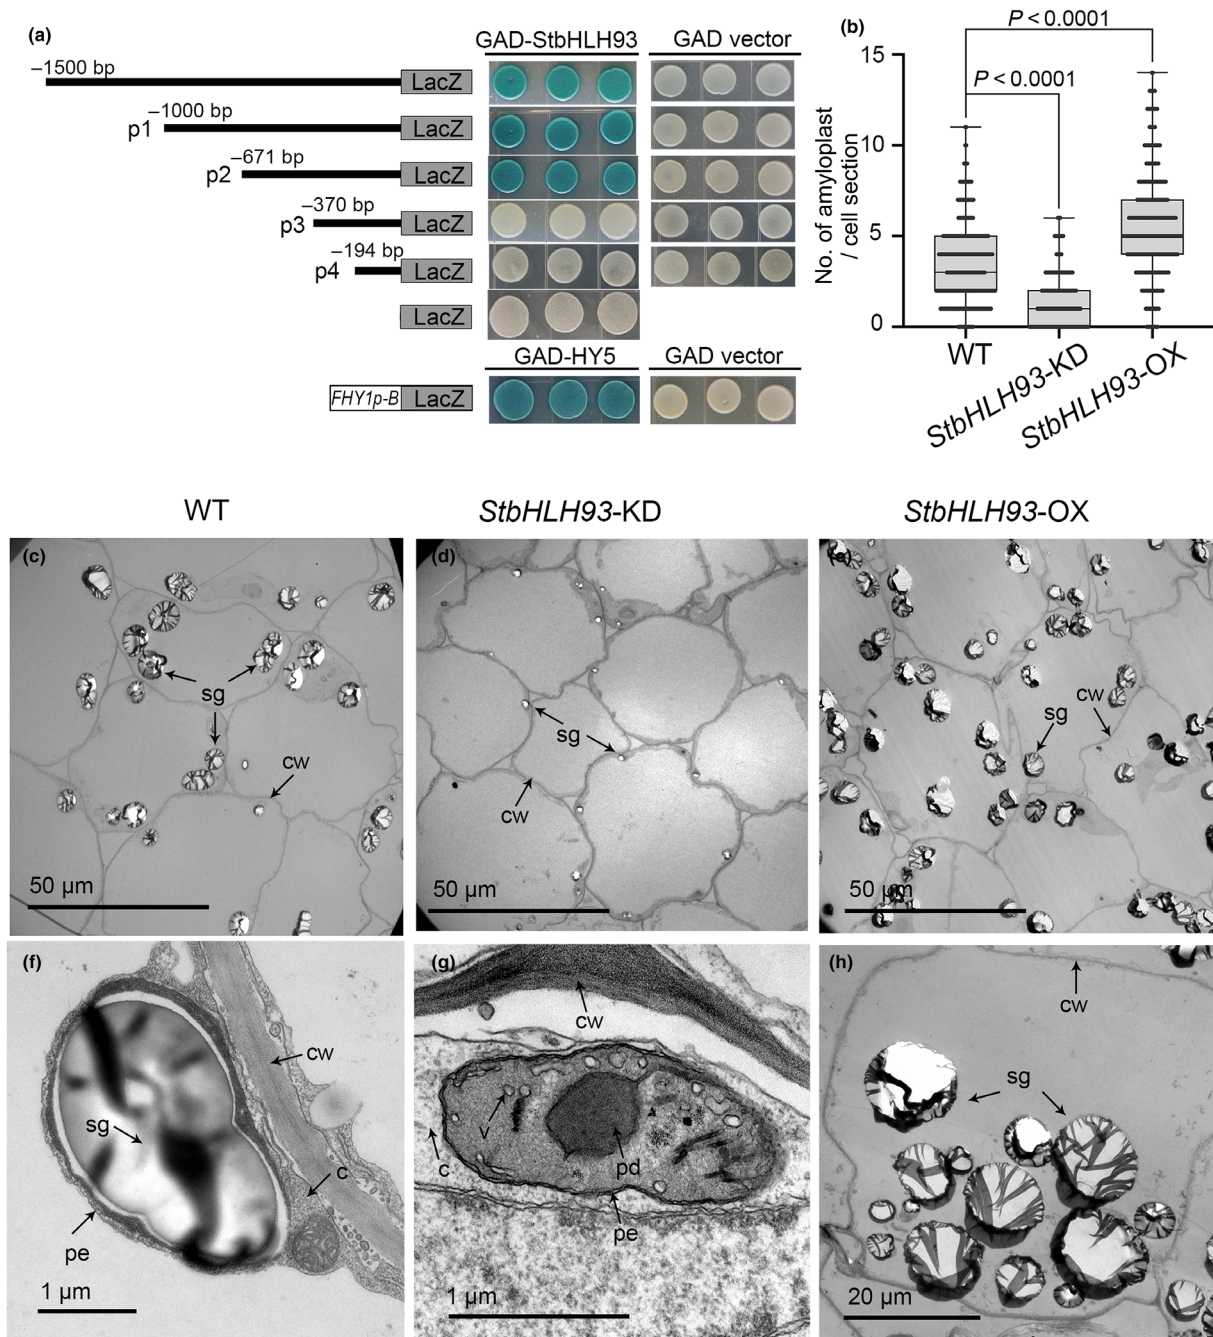 (a)
GAD-StbHLH93 GAD vector
–1500 bp
LacZ
p1 –1000 bp
LacZ
p2 –671 bp
LacZ
p3 –370 bp
LacZ
p4 –194 bp
LacZ
LacZ
GAD-HY5 GAD vector
FHY1p-B LacZ
(b)
P < 0.0001
P < 0.0001
No. of amyloplast
/ cell section
15
10
5
0
WT
StbHLH93-KD
StbHLH93-OX
WT
StbHLH93-KD
StbHLH93-OX
(c)
sg
cw
50 µm
(d)
sg
cw
50 µm
cw
sg
50 µm
(f)
cw
sg
c
pe
1 µm
(g)
cw
v
c
pd
pe
1 µm
(h)
cw
sg
20 µm